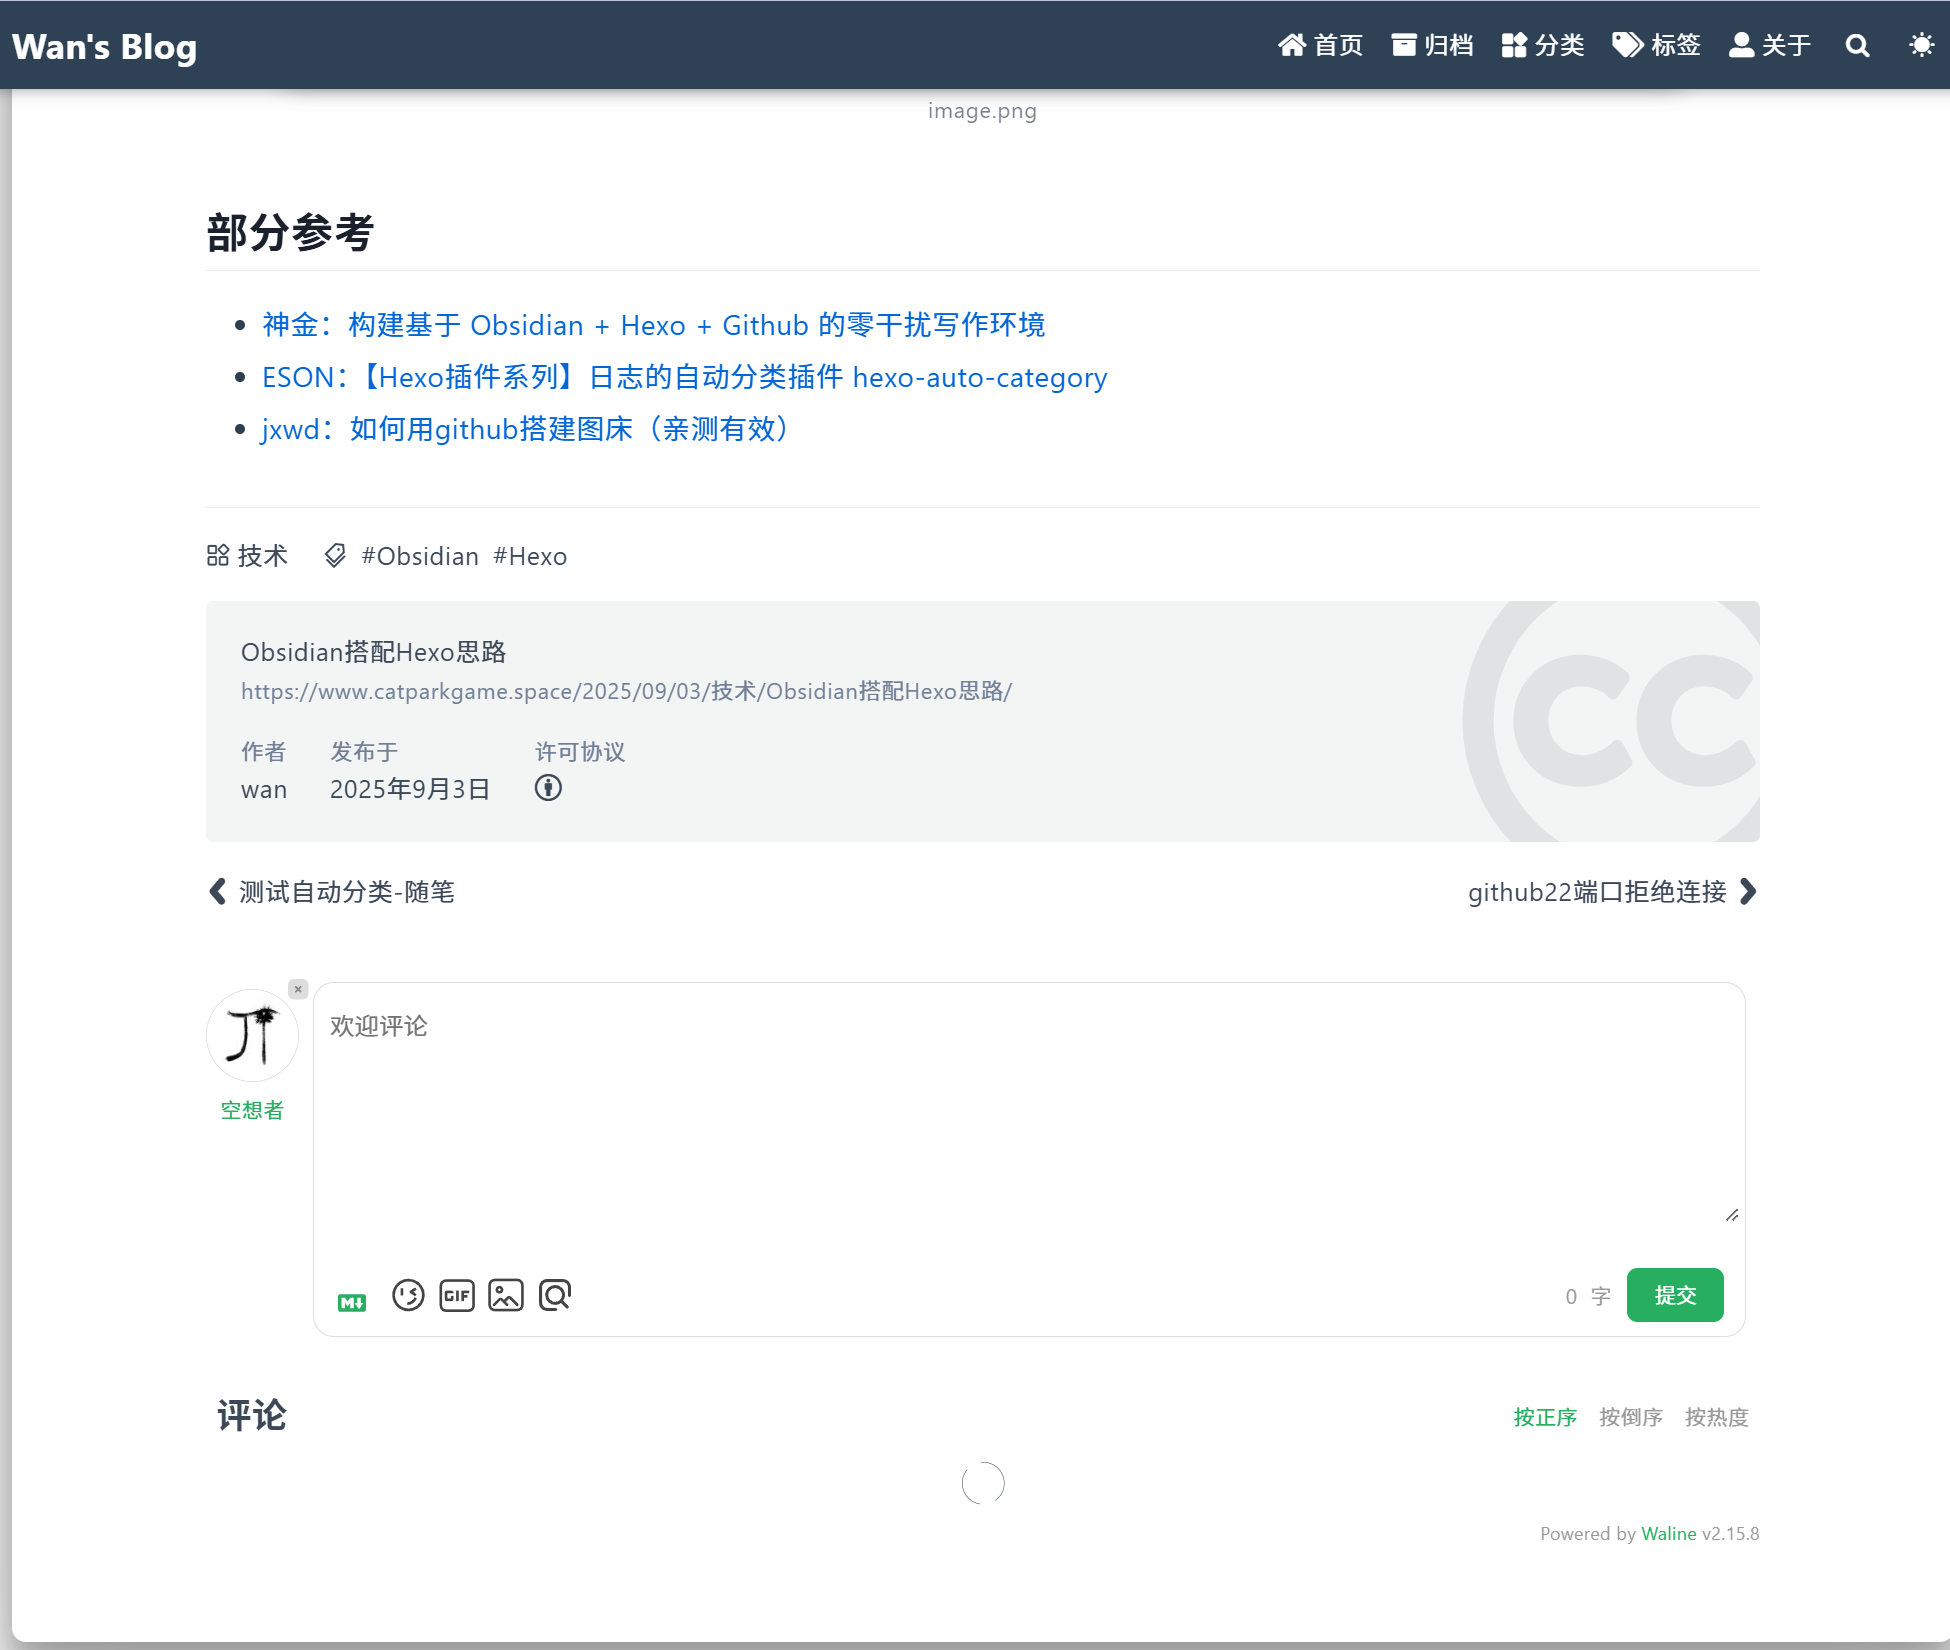 Wan's Blog
首页 归档 分类 标签 关于
image.png
部分参考
神金：构建基于 Obsidian + Hexo + Github 的零干扰写作环境
ESON：【Hexo插件系列】日志的自动分类插件 hexo-auto-category
jxwd：如何用github搭建图床（亲测有效）
技术 #Obsidian #Hexo
Obsidian搭配Hexo思路
https://www.catparkgame.space/2025/09/03/技术/Obsidian搭配Hexo思路/
作者 发布于 许可协议
wan 2025年9月3日
cc
测试自动分类-随笔 github22端口拒绝连接
欢迎评论
空想者
M GIF 0 字 提交
评论 按正序 按倒序 按热度
Powered by Waline v2.15.8